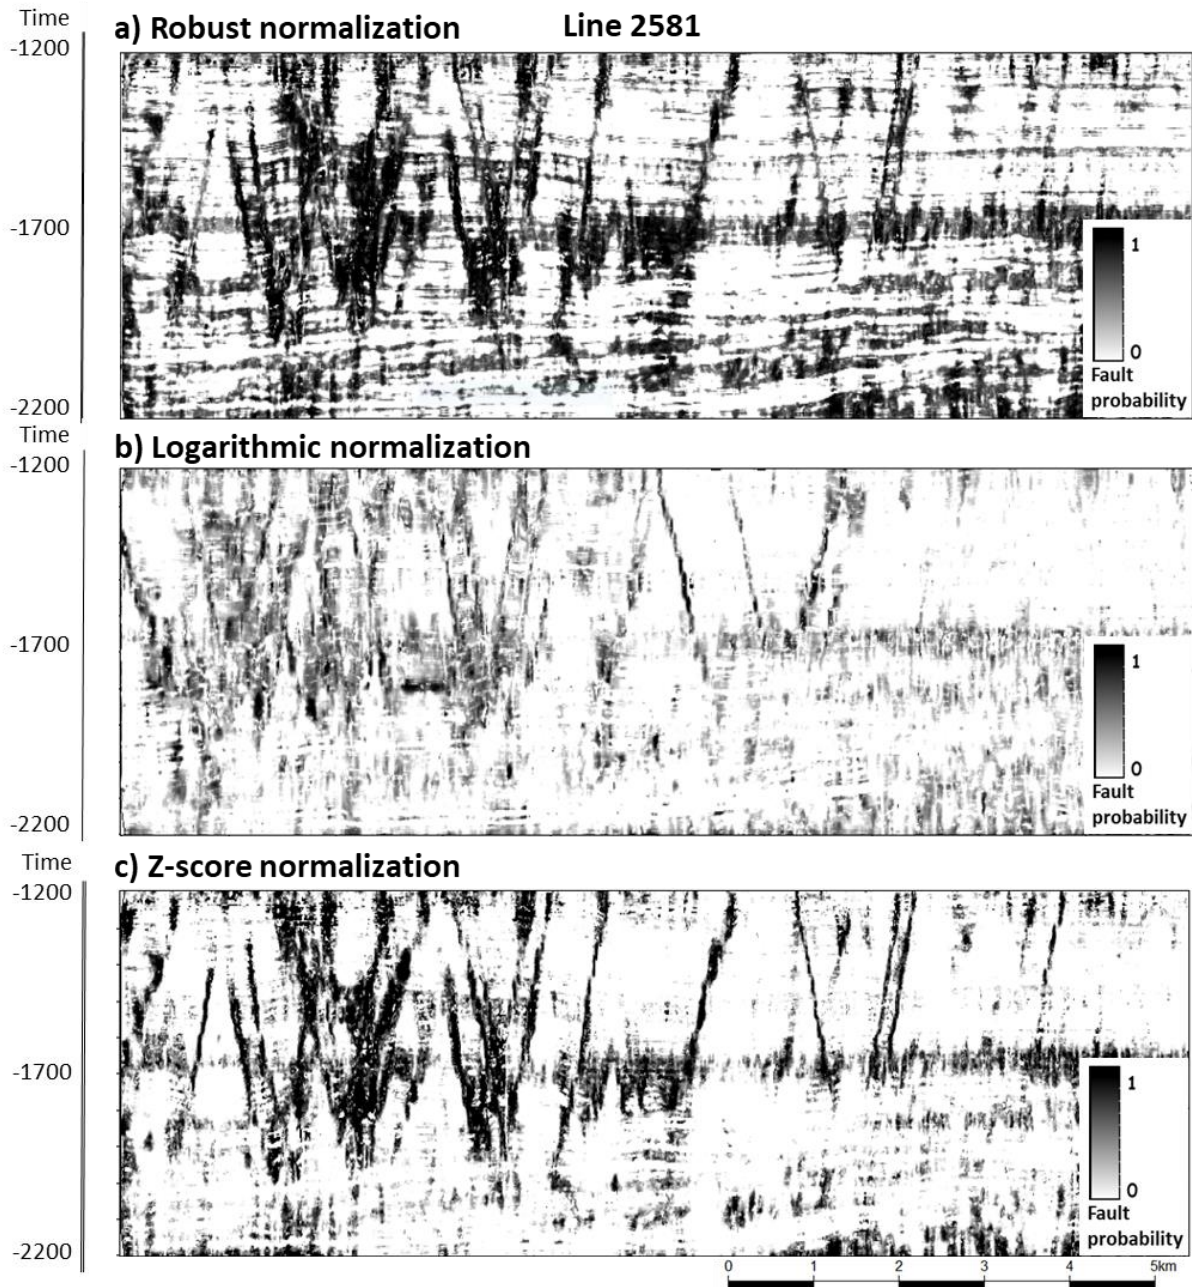 Time
a) Robust normalization Line 2581
-1200
-1700
1
0
Fault
probability
-2200
Time
b) Logarithmic normalization
-1200
-1700
1
0
Fault
probability
-2200
Time
c) Z-score normalization
-1200
-1700
1
0
Fault
probability
-2200
0 1 2 3 4 5km